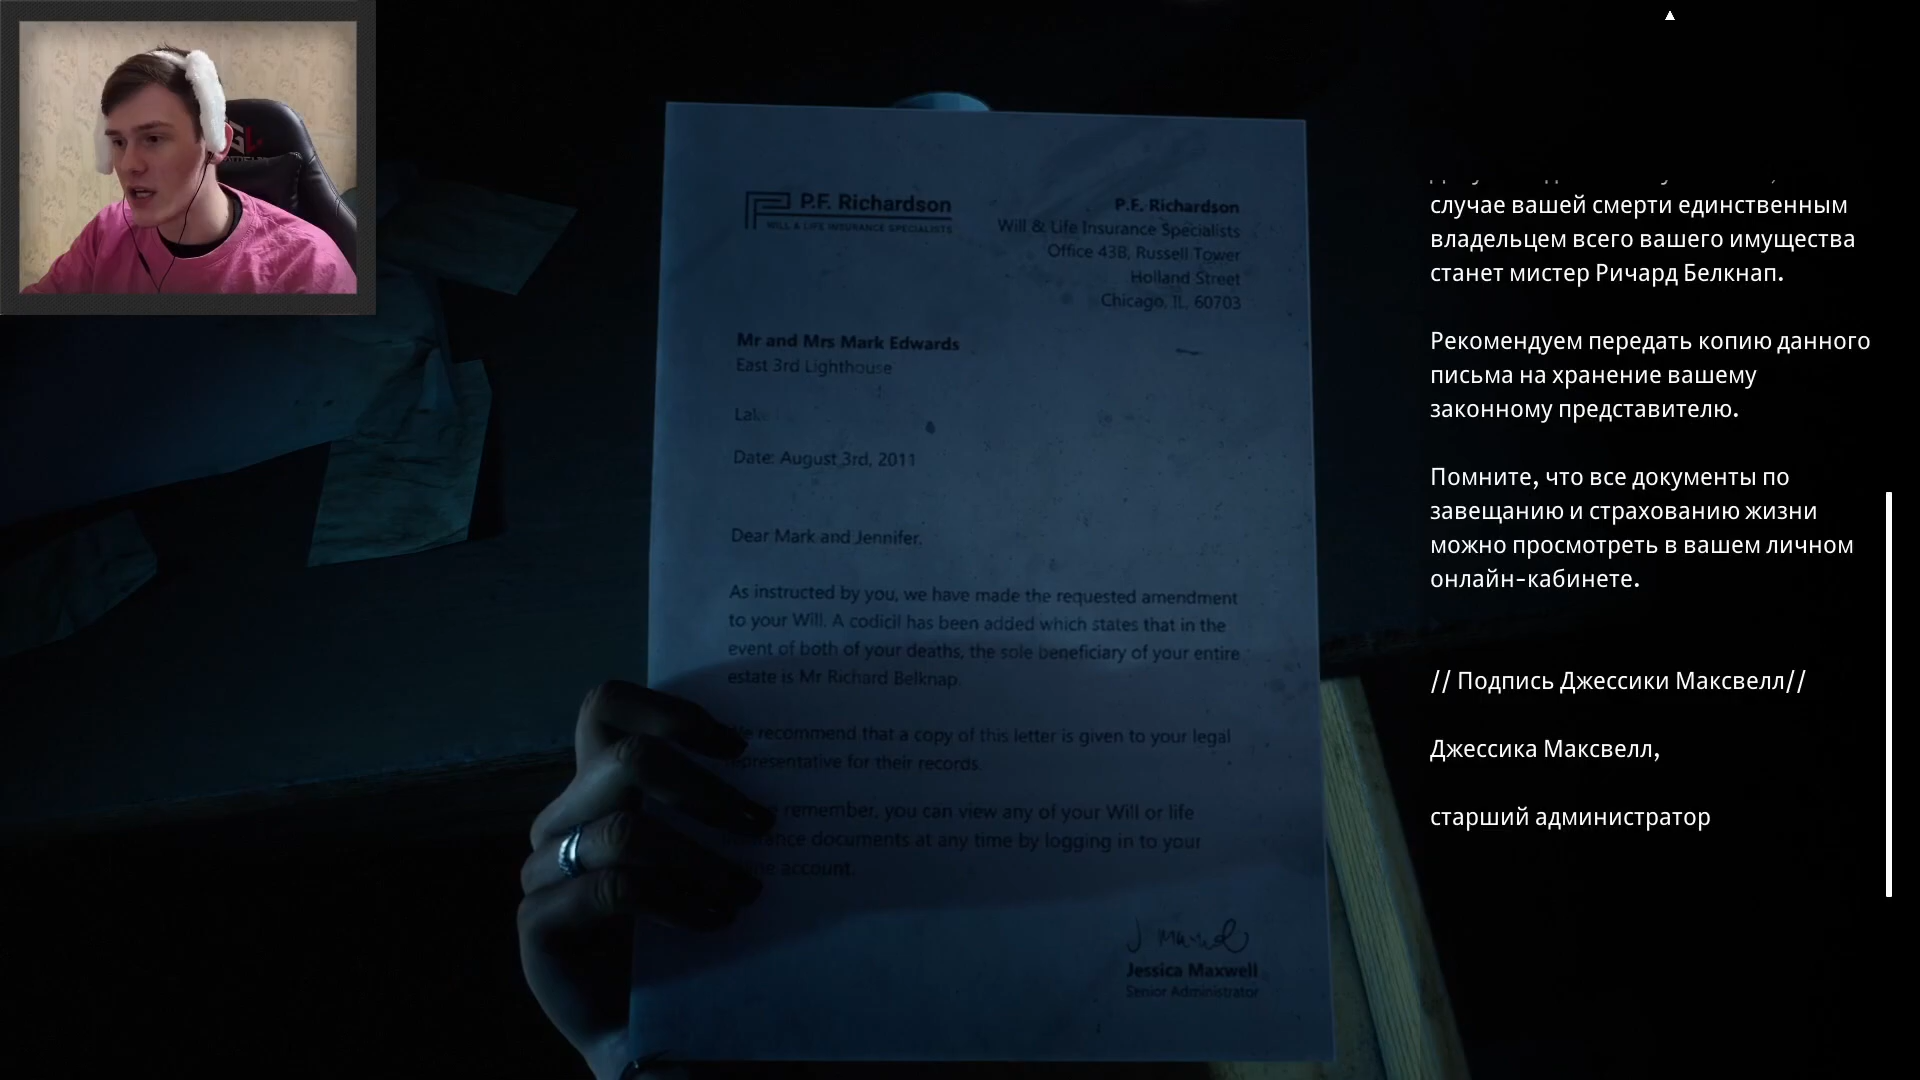 P.F. Richardson
WILL & LIFE INSURANCE SPECIALISTS
P.F. Richardson
Will & Life Insurance Specialists
Office 43B, Russell Tower
Holland Street
Chicago, IL, 60703
Mr and Mrs Mark Edwards
East 3rd Lighthouse
Date: August 3rd, 2011
Dear Mark and Jennifer.
As instructed by you, we have made the requested amendment
to your Will. A codicil has been added which states that in the
event of both of your deaths, the sole beneficiary of your entire
estate is Mr Richard Belknap.
recommend that a copy of this letter is given to your legal
representative for their records.
remember, you can view any of your Will or life
documents at any time by logging in to your
account.
Jessica Maxwell
Senior Administrator
случае вашей смерти единственным
владельцем всего вашего имущества
станет мистер Ричард Белкнап.
Рекомендуем передать копию данного
письма на хранение вашему
законному представителю.
Помните, что все документы по
завещанию и страхованию жизни
можно просмотреть в вашем личном
онлайн-кабинете.
// Подпись Джессики Максвелл//
Джессика Максвелл,
старший администратор